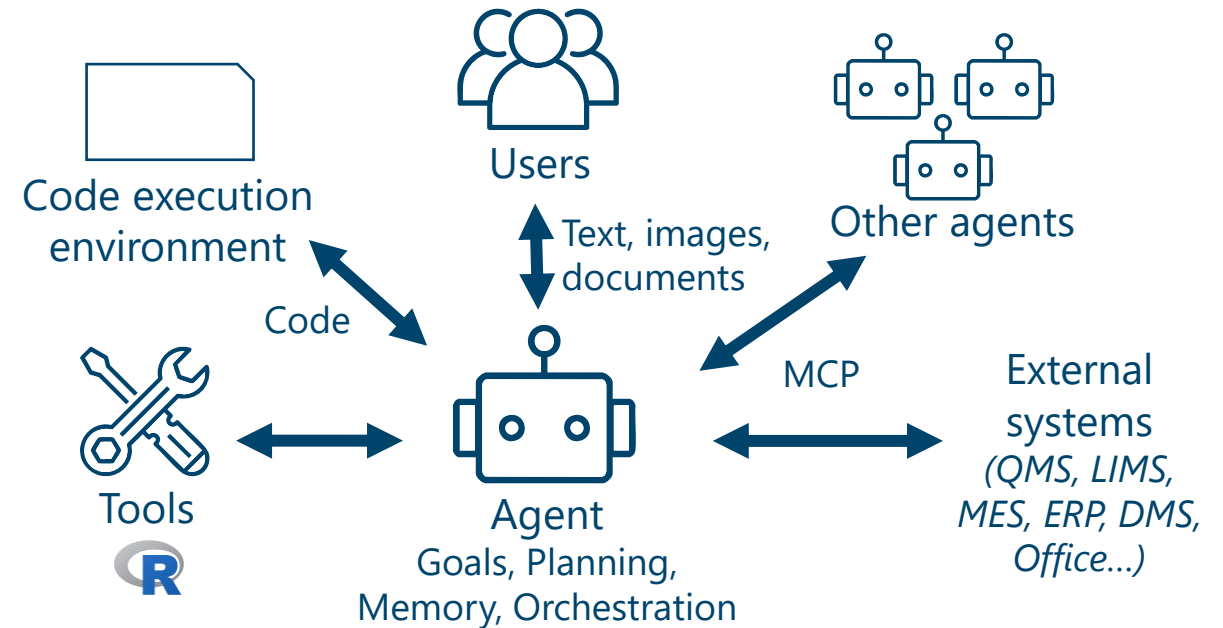 Users
Code execution
environment
Text, images,
documents
Other agents
Code
MCP
Tools
R
Agent
Goals, Planning,
Memory, Orchestration
External
systems
(QMS, LIMS,
MES, ERP, DMS,
Office...)